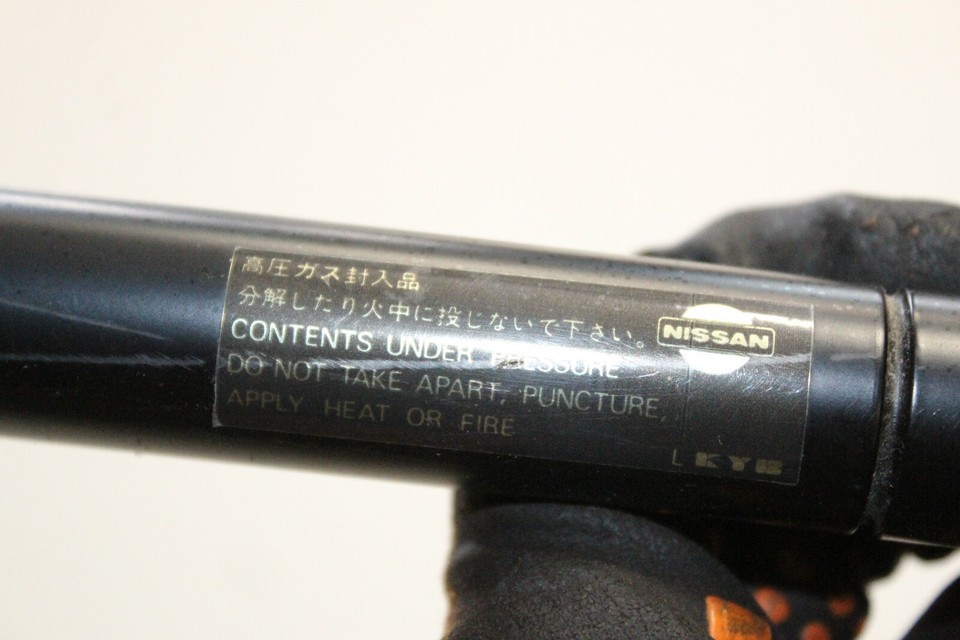 高圧ガス封入品
分解したり火中に投じないで下さい。
NISSAN
CONTENTS UNDER PRESSURE
DO NOT TAKE APART, PUNCTURE,
APPLY HEAT OR FIRE
L KYB